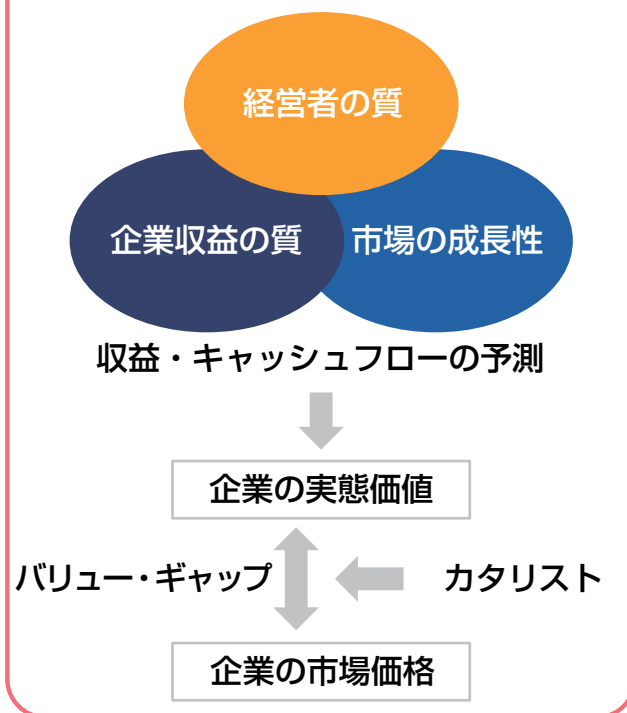 経営者の質
企業収益の質
市場の成長性
収益・キャッシュフローの予測
企業の実態価値
バリュー・ギャップ
カタリスト
企業の市場価格